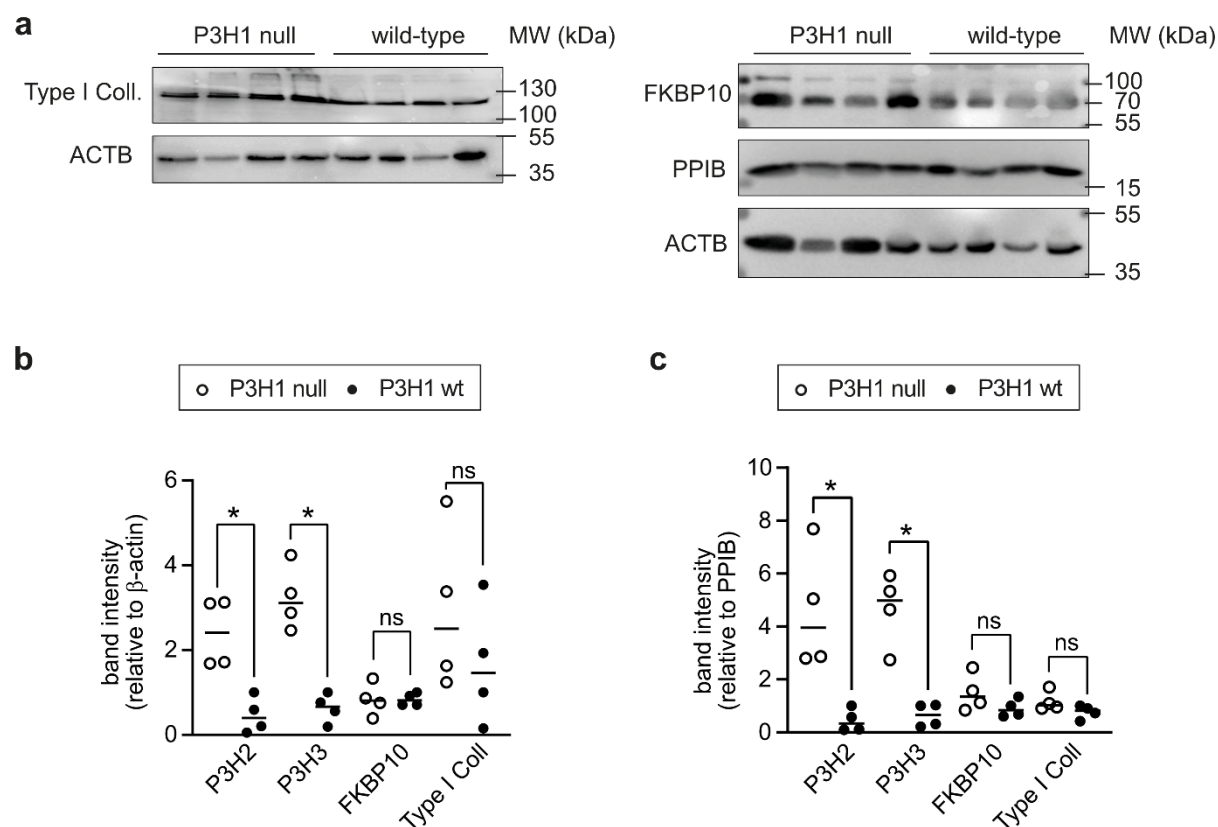 a
P3H1 null wild-type MW (kDa)
Type I Coll.
130
100
ACTB
55
35
P3H1 null wild-type MW (kDa)
FKBP10
100
70
55
PPIB
15
ACTB
55
35
b
P3H1 null P3H1 wt
band intensity
(relative to β-actin)
6
4
2
0
* * ns ns
P3H2 P3H3 FKBP10 Type I Coll
c
P3H1 null P3H1 wt
band intensity
(relative to PPIB)
10
8
6
4
2
0
* * ns ns
P3H2 P3H3 FKBP10 Type I Coll